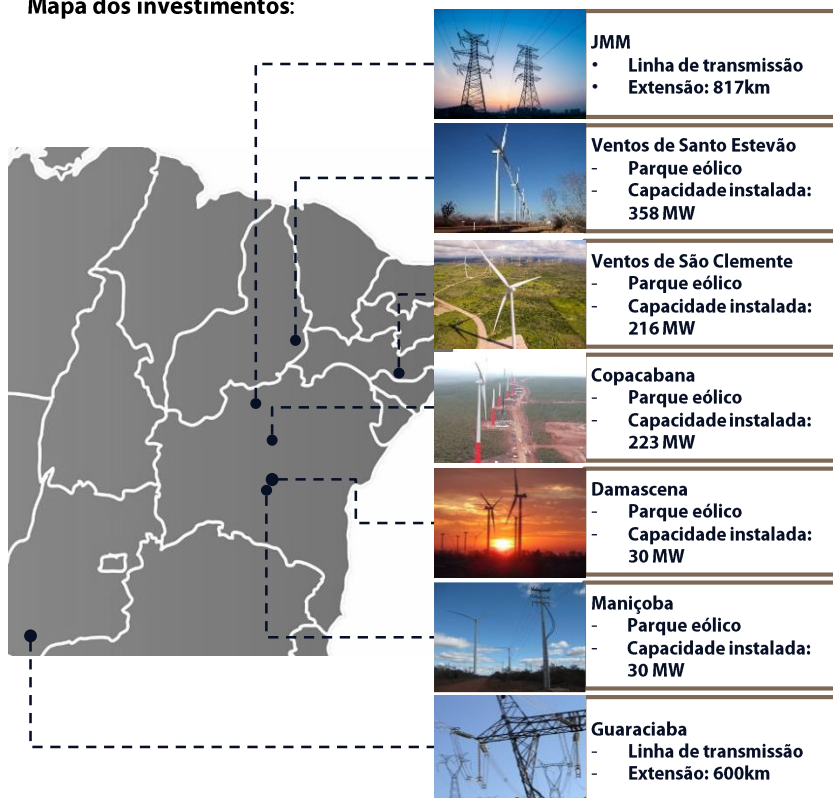 Mapa dos investimentos:
JMM
• Linha de transmissão
• Extensão: 817km
Ventos de Santo Estevão
- Parque eólico
- Capacidade instalada:
358 MW
Ventos de São Clemente
- Parque eólico
- Capacidade instalada:
216 MW
Copacabana
- Parque eólico
- Capacidade instalada:
223 MW
Damascena
- Parque eólico
- Capacidade instalada:
30 MW
Maniçoba
- Parque eólico
- Capacidade instalada:
30 MW
Guaraciaba
- Linha de transmissão
- Extensão: 600km